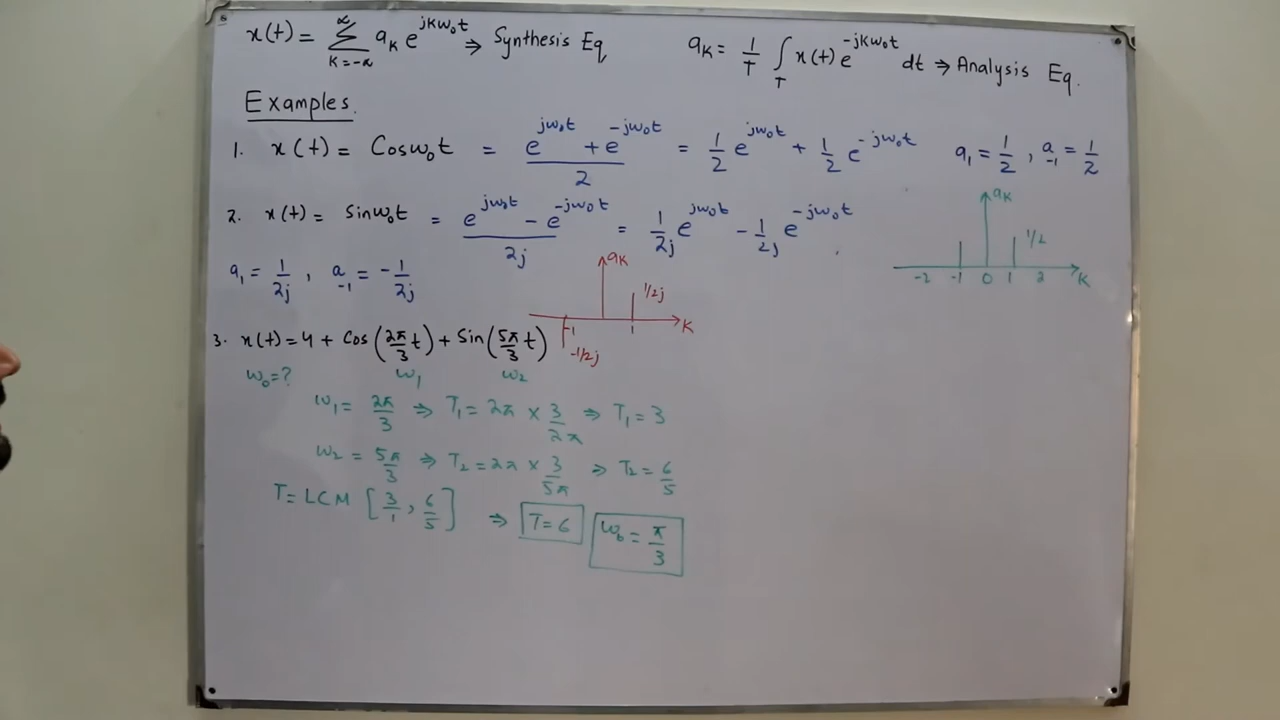 x(t) = ∑_{K=-∞}^{∞} a_K e^{jKω₀t} ⇒ Synthesis Eq    a_K = 1/T ∫_T x(t) e^{-jKω₀t} dt ⇒ Analysis Eq.
Examples.
1. x(t) = Cosω₀t = (e^{jω₀t} + e^{-jω₀t})/2 = 1/2 e^{jω₀t} + 1/2 e^{-jω₀t}    a₁ = 1/2 , a₋₁ = 1/2
2. x(t) = Sinω₀t = (e^{jω₀t} - e^{-jω₀t})/2j = 1/2j e^{jω₀t} - 1/2j e^{-jω₀t}
a_K
1/2
-2 -1 0 1 2 K
a₁ = 1/2j , a₋₁ = -1/2j
a_K
1/2j
-1 1 K
-1/2j
3. x(t) = 4 + Cos(2π/3 t) + Sin(5π/3 t)
ω₀=? ω₁ ω₂
ω₁ = 2π/3 ⇒ T₁ = 2π × 3/2π ⇒ T₁ = 3
ω₂ = 5π/3 ⇒ T₂ = 2π × 3/5π ⇒ T₂ = 6/5
T = LCM [3/1 , 6/5] ⇒ T=6 ω₀ = π/3